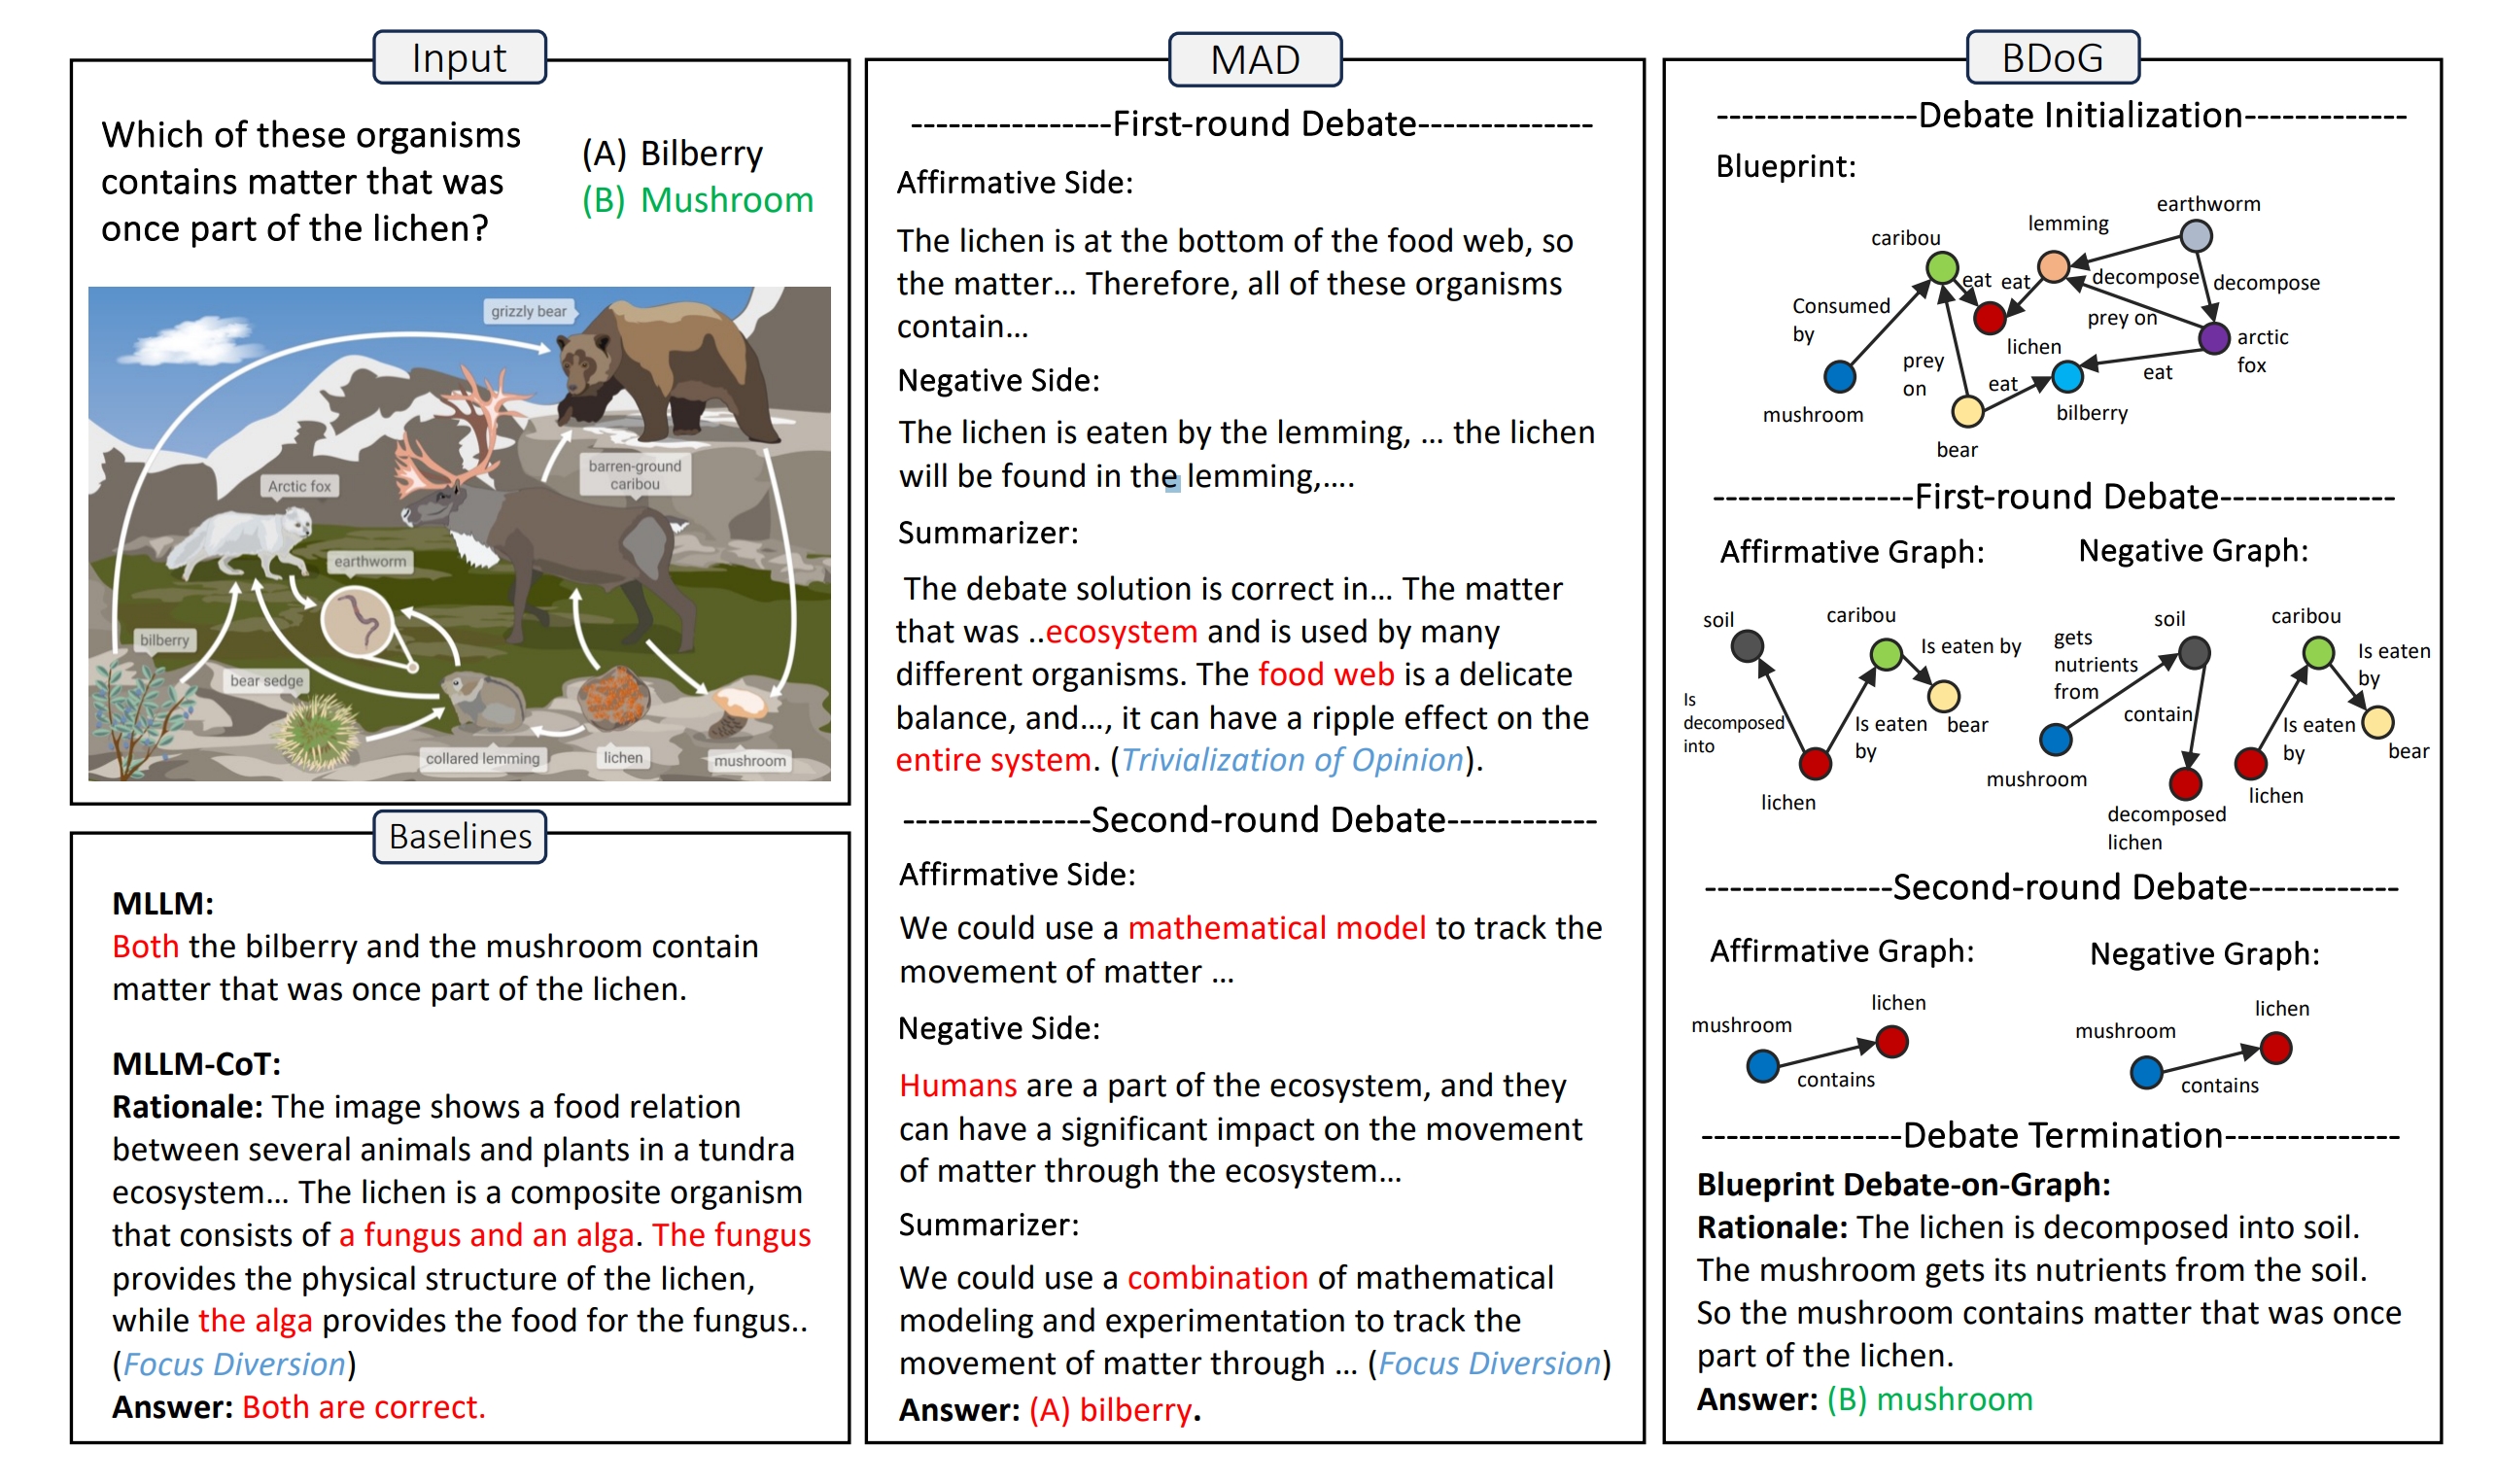 Input
Which of these organisms
contains matter that was
once part of the lichen?
(A) Bilberry
(B) Mushroom
grizzly bear
barren-ground
caribou
Arctic fox
earthworm
bilberry
bear sedge
collared lemming
lichen
mushroom
Baselines
MLLM:
Both the bilberry and the mushroom contain
matter that was once part of the lichen.
MLLM-CoT:
Rationale: The image shows a food relation
between several animals and plants in a tundra
ecosystem... The lichen is a composite organism
that consists of a fungus and an alga. The fungus
provides the physical structure of the lichen,
while the alga provides the food for the fungus..
(Focus Diversion)
Answer: Both are correct.
MAD
----------------First-round Debate--------------
Affirmative Side:
The lichen is at the bottom of the food web, so
the matter... Therefore, all of these organisms
contain...
Negative Side:
The lichen is eaten by the lemming, ... the lichen
will be found in the lemming,....
Summarizer:
The debate solution is correct in... The matter
that was ..ecosystem and is used by many
different organisms. The food web is a delicate
balance, and..., it can have a ripple effect on the
entire system. (Trivialization of Opinion).
---------------Second-round Debate------------
Affirmative Side:
We could use a mathematical model to track the
movement of matter ...
Negative Side:
Humans are a part of the ecosystem, and they
can have a significant impact on the movement
of matter through the ecosystem...
Summarizer:
We could use a combination of mathematical
modeling and experimentation to track the
movement of matter through ... (Focus Diversion)
Answer: (A) bilberry.
BDoG
----------------Debate Initialization-------------
Blueprint:
earthworm
lemming
caribou
eat
eat
decompose
decompose
Consumed
by
prey on
lichen
arctic
fox
prey
on
eat
eat
mushroom
bilberry
bear
----------------First-round Debate--------------
Affirmative Graph:
soil
caribou
Is eaten by
Is
decomposed
into
Is eaten
by
bear
lichen
Negative Graph:
soil
caribou
gets
nutrients
from
Is eaten
by
contain
Is eaten
by
bear
mushroom
lichen
decomposed
lichen
---------------Second-round Debate------------
Affirmative Graph:
lichen
mushroom
contains
Negative Graph:
lichen
mushroom
contains
----------------Debate Termination--------------
Blueprint Debate-on-Graph:
Rationale: The lichen is decomposed into soil.
The mushroom gets its nutrients from the soil.
So the mushroom contains matter that was once
part of the lichen.
Answer: (B) mushroom